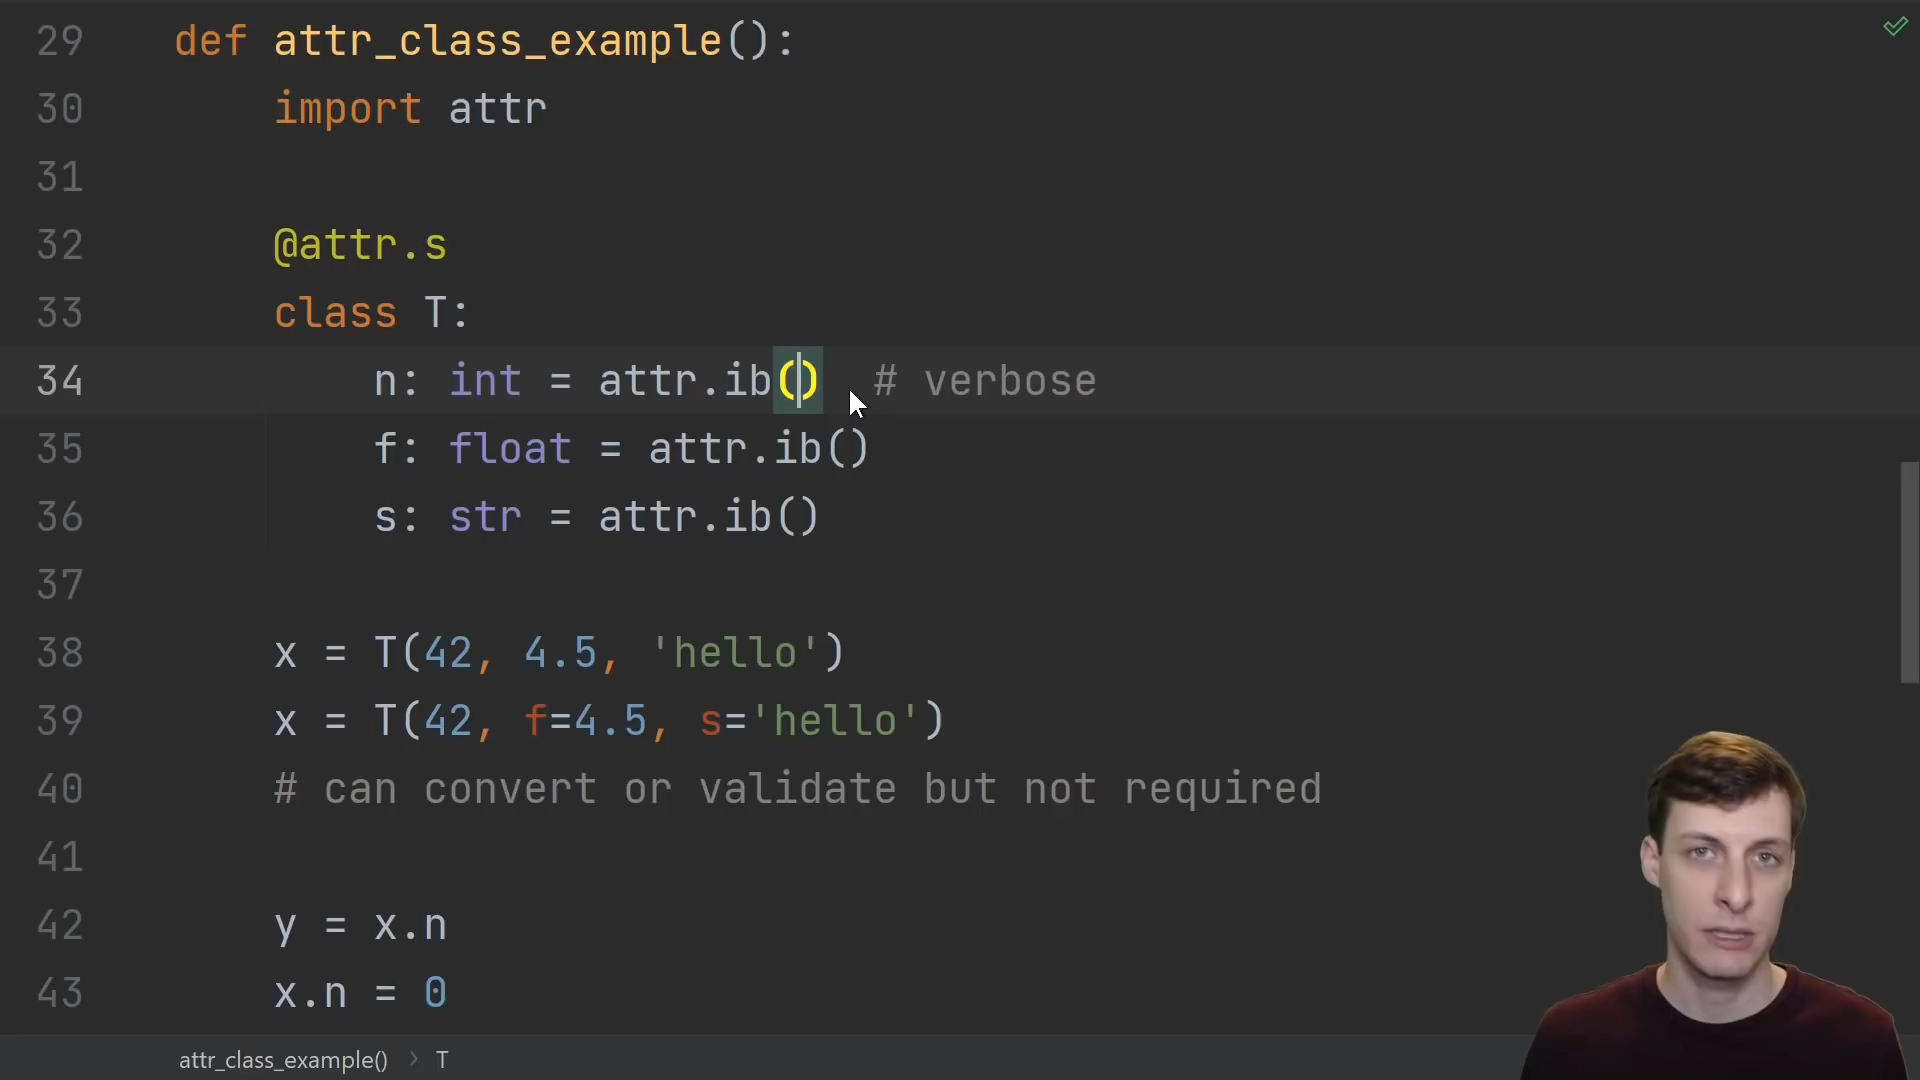 29 def attr_class_example():
30 import attr
31
32 @attr.s
33 class T:
34 n: int = attr.ib() # verbose
35 f: float = attr.ib()
36 s: str = attr.ib()
37
38 x = T(42, 4.5, 'hello')
39 x = T(42, f=4.5, s='hello')
40 # can convert or validate but not required
41
42 y = x.n
43 x.n = 0
attr_class_example() > T